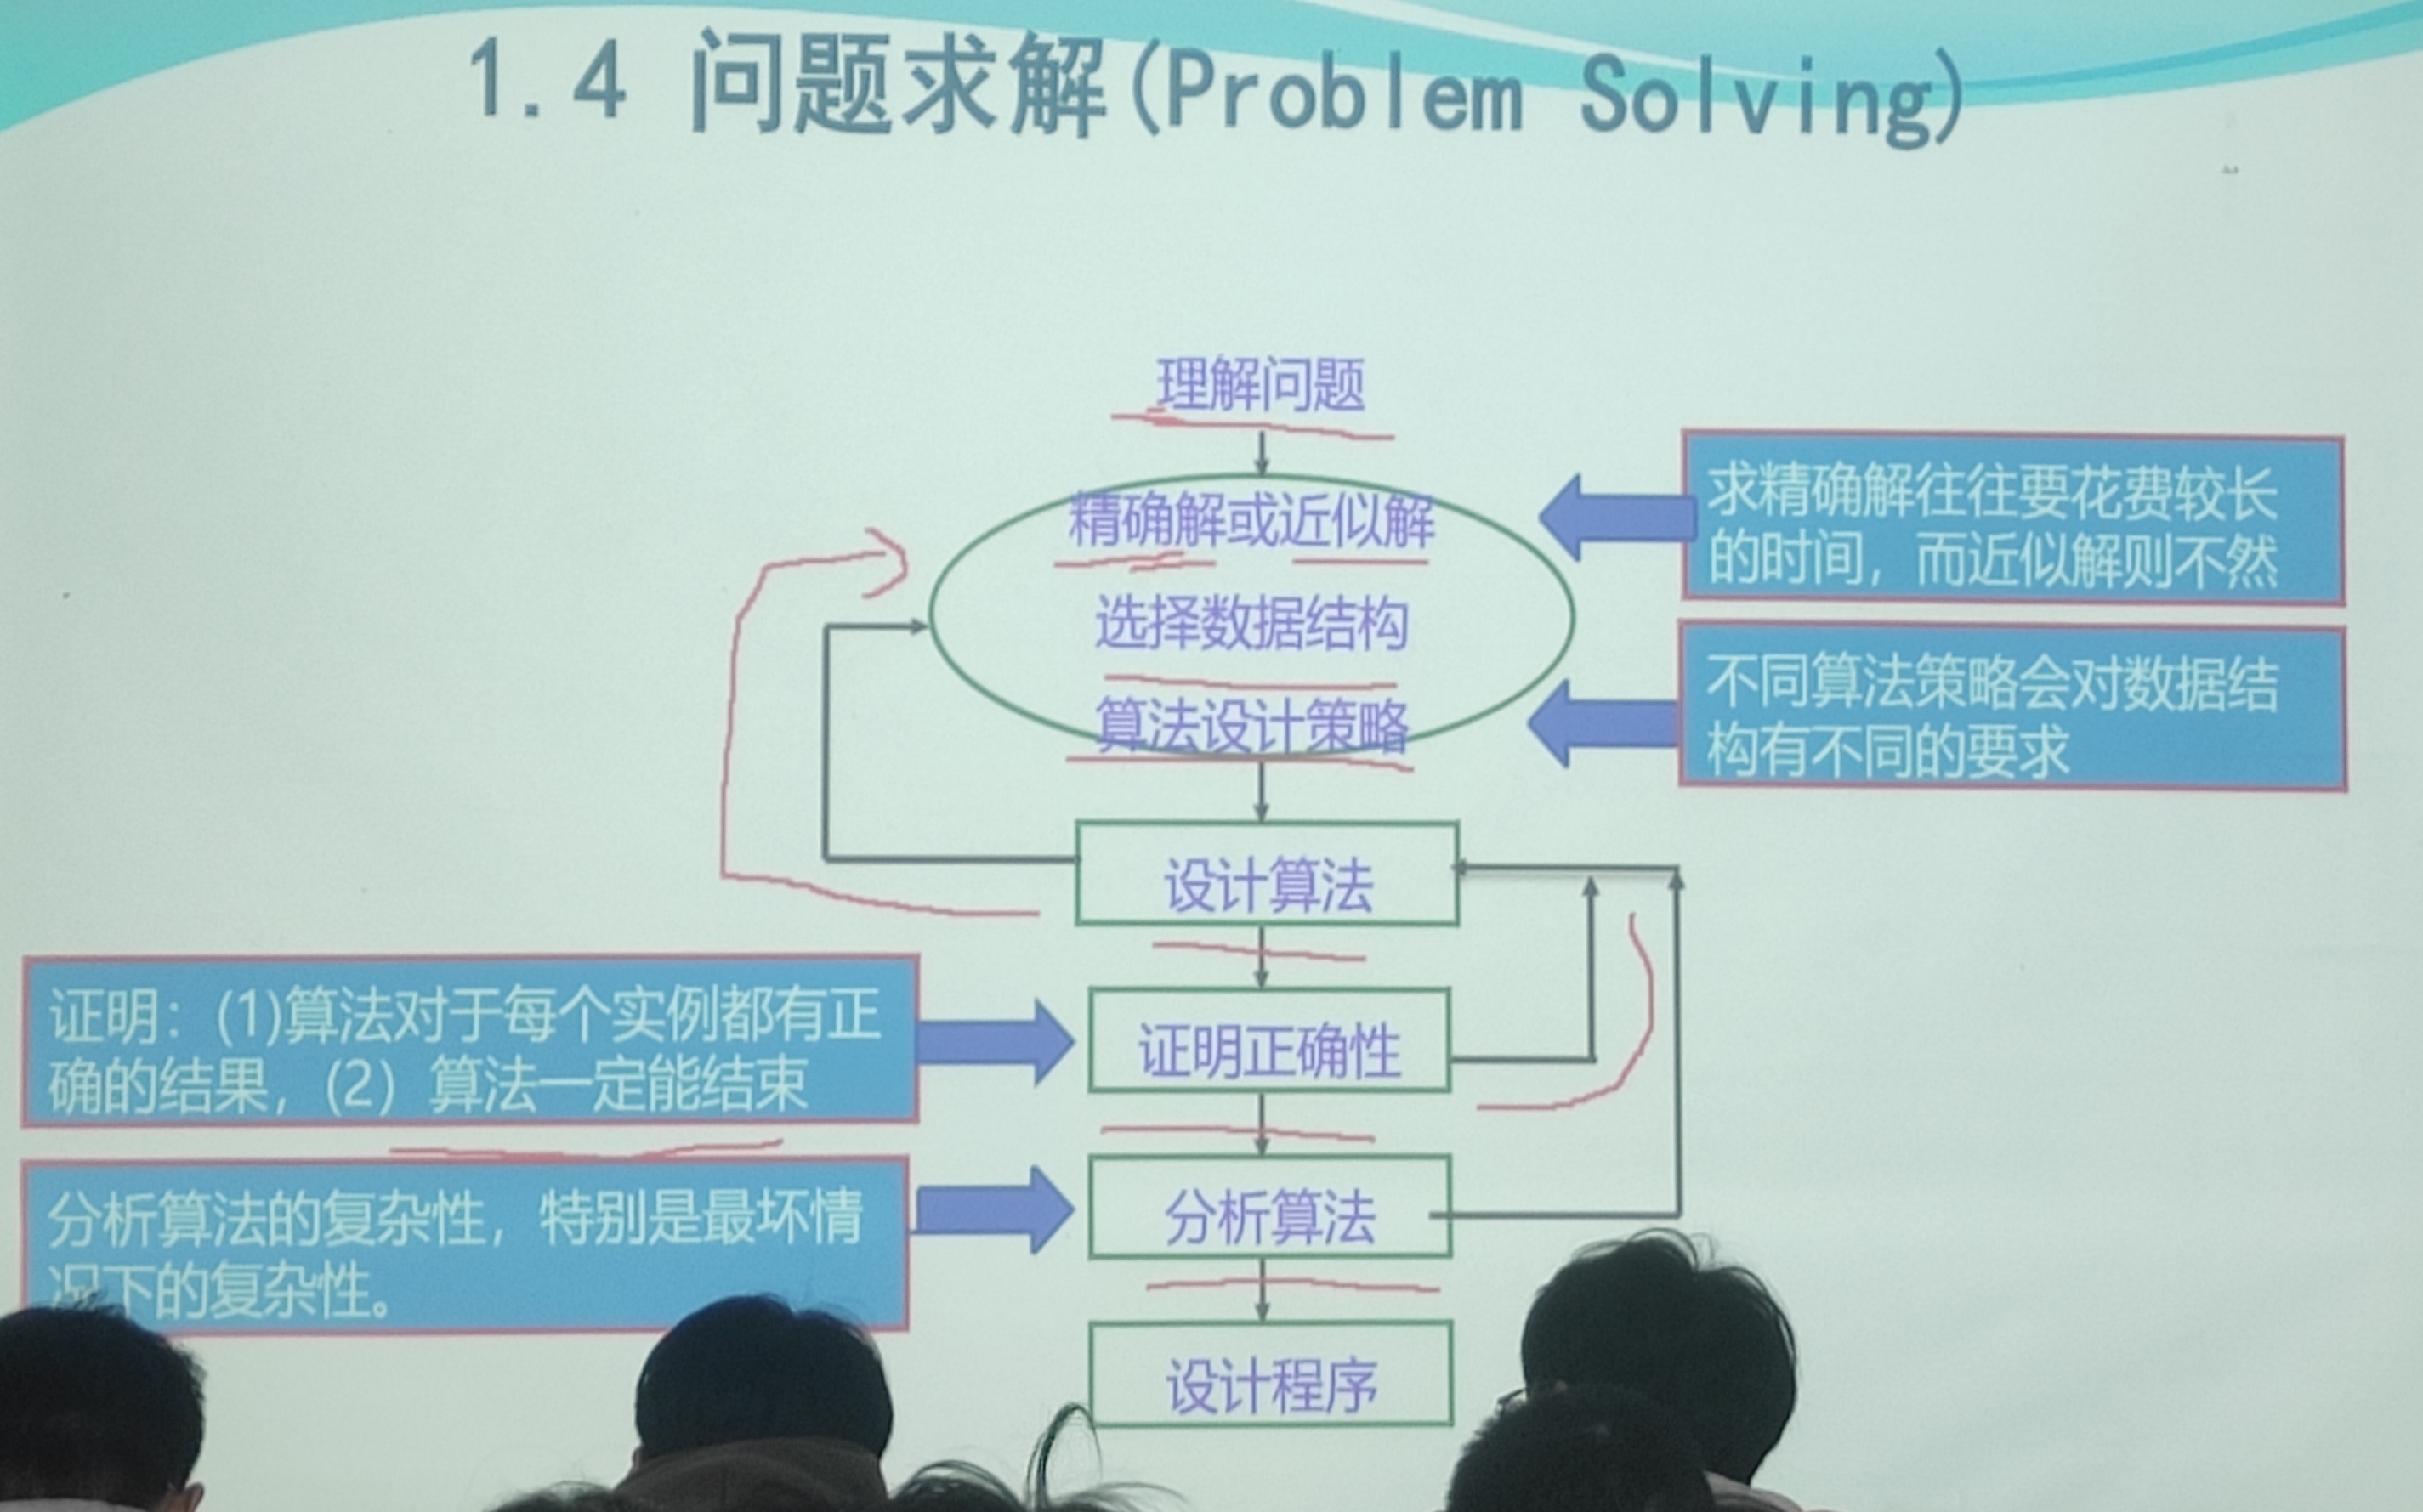 1.4 问题求解(Problem Solving)
理解问题
精确解或近似解
选择数据结构
算法设计策略
求精确解往往要花费较长
的时间，而近似解则不然
不同算法策略会对数据结
构有不同的要求
设计算法
证明：(1)算法对于每个实例都有正
确的结果，(2）算法一定能结束
证明正确性
分析算法的复杂性，特别是最坏情
况下的复杂性。
分析算法
设计程序